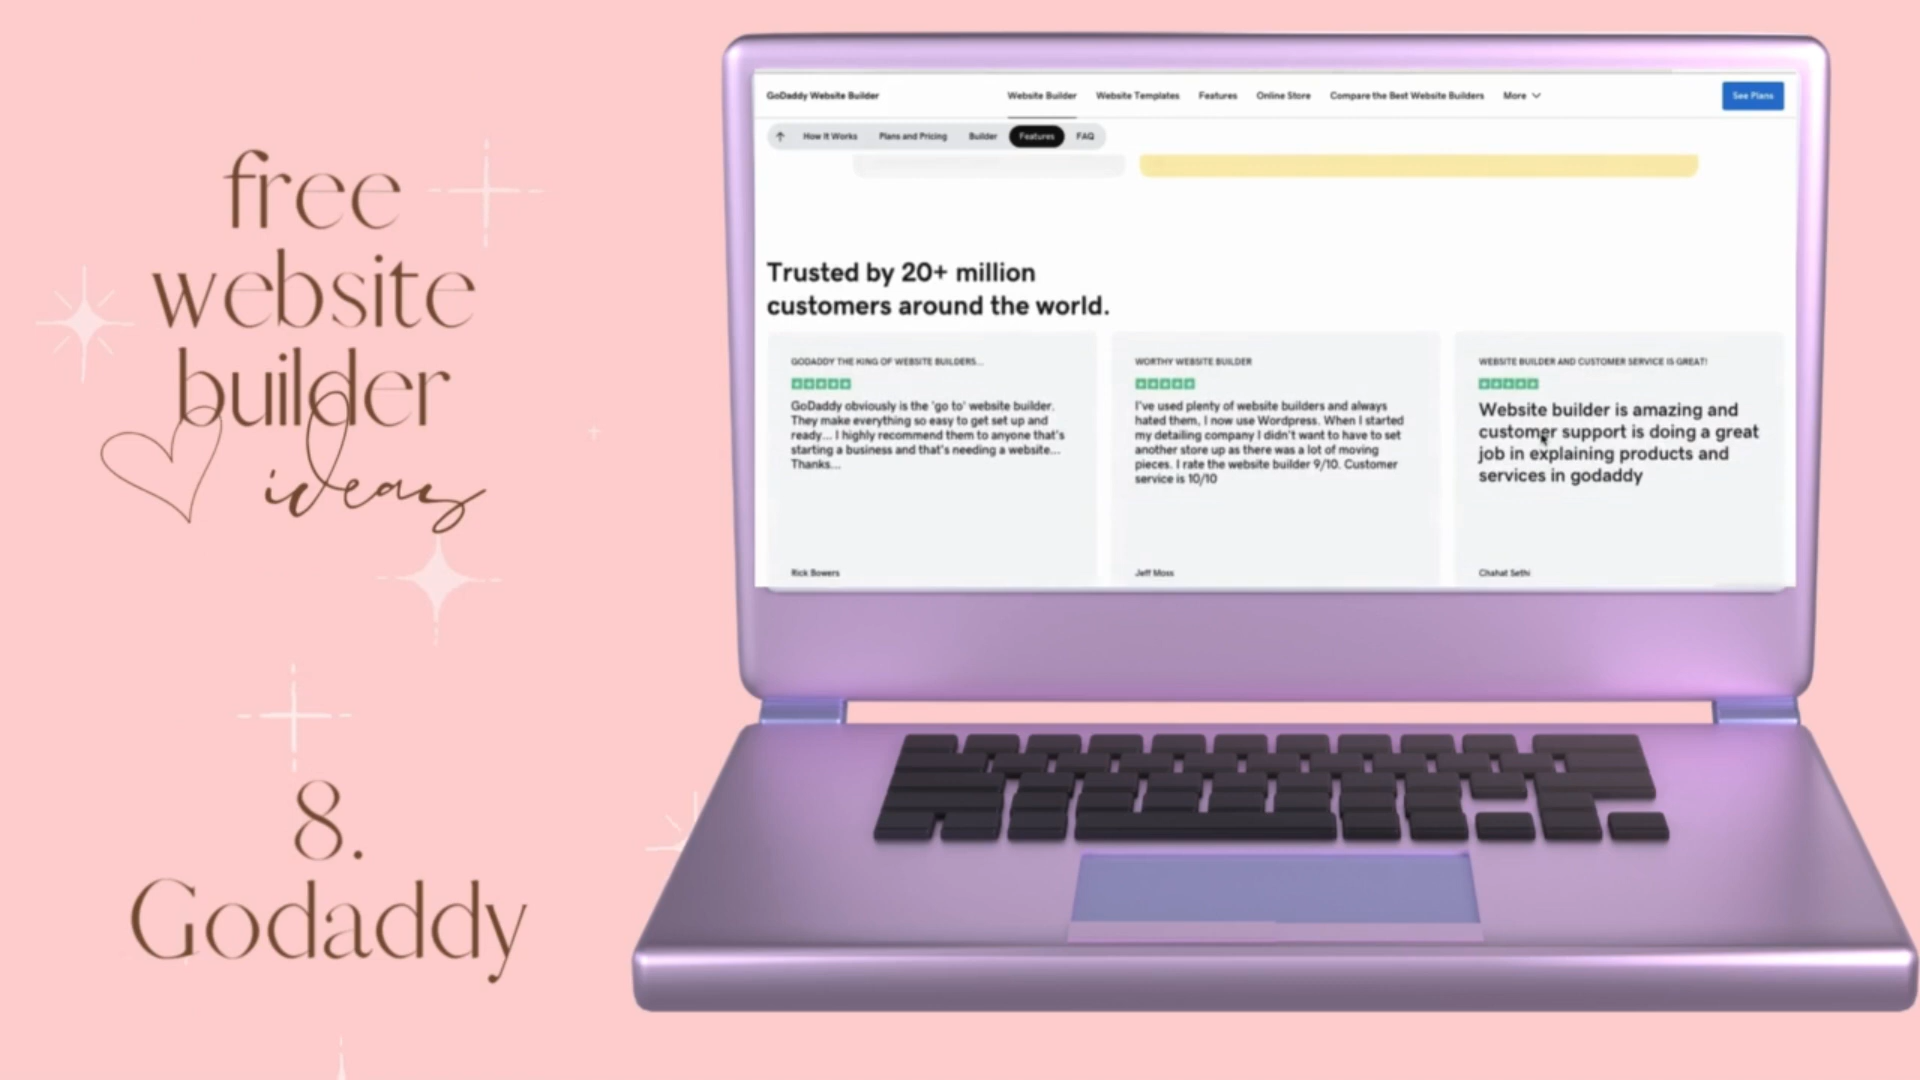 free
website
builder
ideas
8.
Godaddy
GoDaddy Website Builder
Website Builder
Website Templates
Features
Online Store
Compare the Best Website Builders
More
See Plans
How It Works
Plans and Pricing
Builder
Features
FAQ
Trusted by 20+ million
customers around the world.
GODADDY THE KING OF WEBSITE BUILDERS...
GoDaddy obviously is the 'go to' website builder.
They make everything so easy to get set up and
ready... I highly recommend them to anyone that's
starting a business and that's needing a website...
Thanks...
Rick Bowers
WORTHY WEBSITE BUILDER
I've used plenty of website builders and always
hated them, I now use Wordpress. When I started
my detailing company I didn't want to have to set
another store up as there was a lot of moving
pieces. I rate the website builder 9/10. Customer
service is 10/10
Jeff Moss
WEBSITE BUILDER AND CUSTOMER SERVICE IS GREAT!
Website builder is amazing and
customer support is doing a great
job in explaining products and
services in godaddy
Chahat Sethi